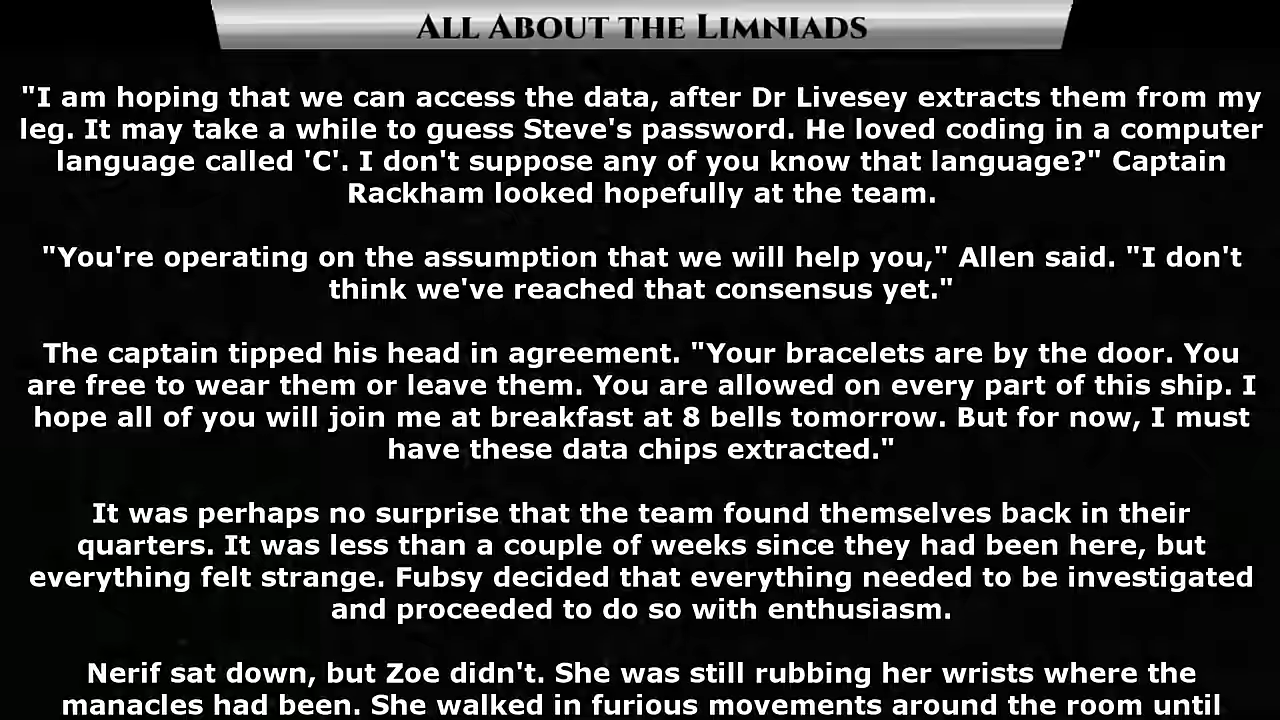 All About the Limniads
"I am hoping that we can access the data, after Dr Livesey extracts them from my
leg. It may take a while to guess Steve's password. He loved coding in a computer
language called 'C'. I don't suppose any of you know that language?" Captain
Rackham looked hopefully at the team.
"You're operating on the assumption that we will help you," Allen said. "I don't
think we've reached that consensus yet."
The captain tipped his head in agreement. "Your bracelets are by the door. You
are free to wear them or leave them. You are allowed on every part of this ship. I
hope all of you will join me at breakfast at 8 bells tomorrow. But for now, I must
have these data chips extracted."
It was perhaps no surprise that the team found themselves back in their
quarters. It was less than a couple of weeks since they had been here, but
everything felt strange. Fubsy decided that everything needed to be investigated
and proceeded to do so with enthusiasm.
Nerif sat down, but Zoe didn't. She was still rubbing her wrists where the
manacles had been. She walked in furious movements around the room until